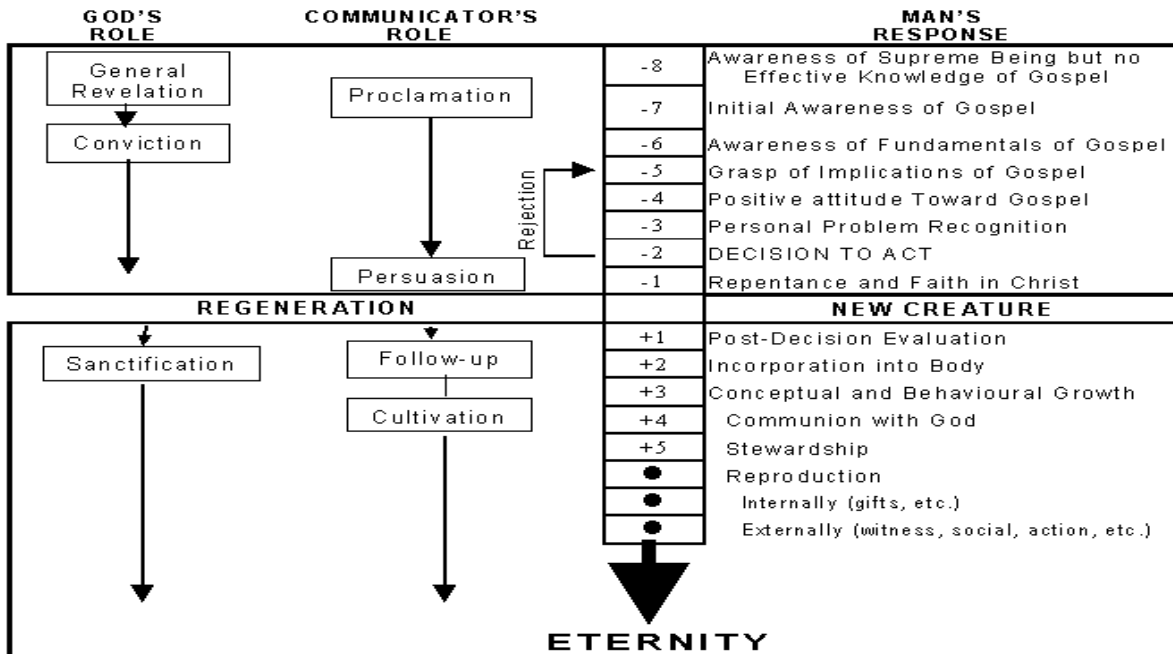 GOD'S
ROLE
COMMUNICATOR'S
ROLE
MAN'S
RESPONSE
General
Revelation
Conviction
Proclamation
Persuasion
Rejection
-8 Awareness of Supreme Being but no
Effective Knowledge of Gospel
-7 Initial Awareness of Gospel
-6 Awareness of Fundamentals of Gospel
-5 Grasp of Implications of Gospel
-4 Positive attitude Toward Gospel
-3 Personal Problem Recognition
-2 DECISION TO ACT
-1 Repentance and Faith in Christ
REGENERATION
NEW CREATURE
Sanctification
Follow-up
Cultivation
+1 Post-Decision Evaluation
+2 Incorporation into Body
+3 Conceptual and Behavioural Growth
+4 Communion with God
+5 Stewardship
Reproduction
Internally (gifts, etc.)
Externally (witness, social, action, etc.)
ETERNITY